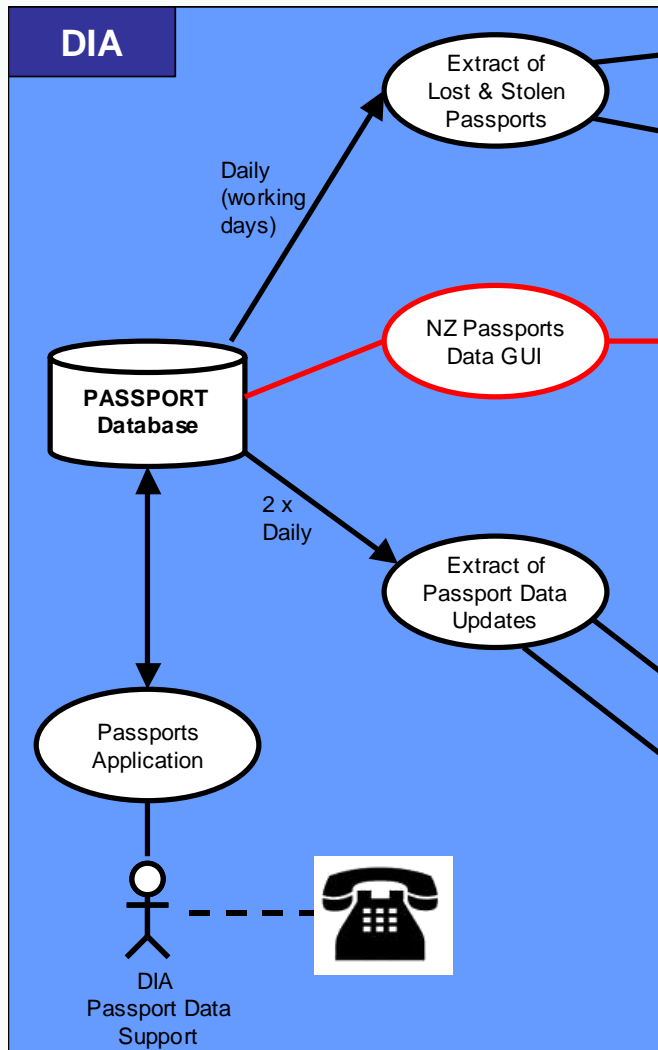 DIA
Extract of
Lost & Stolen
Passports
Daily
(working
days)
NZ Passports
Data GUI
PASSPORT
Database
2 x
Daily
Extract of
Passport Data
Updates
Passports
Application
DIA
Passport Data
Support